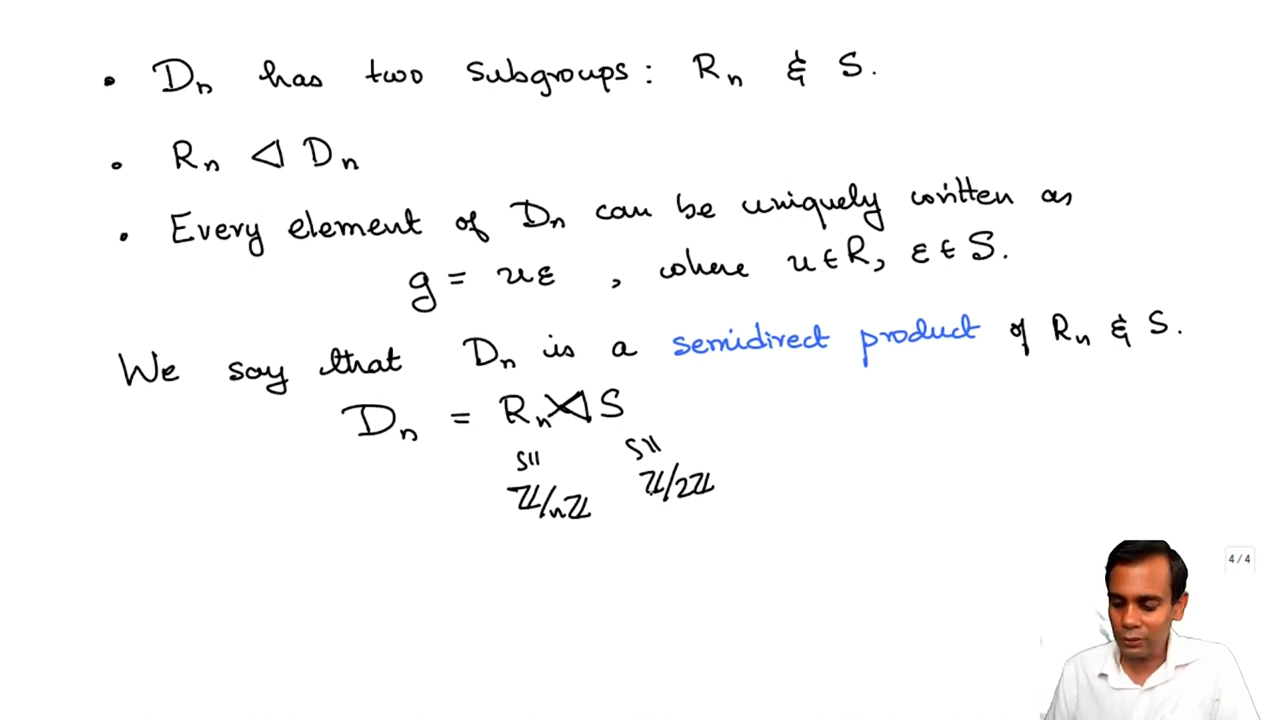 • Dₙ has two subgroups: Rₙ & S.
• Rₙ ◁ Dₙ
• Every element of Dₙ can be uniquely written as
g = uε, where u∈R, ε∈S.
We say that Dₙ is a semidirect product of Rₙ & S.
Dₙ = Rₙ ⋊ S
≅ ≅
ℤ/nℤ ℤ/2ℤ
4/4